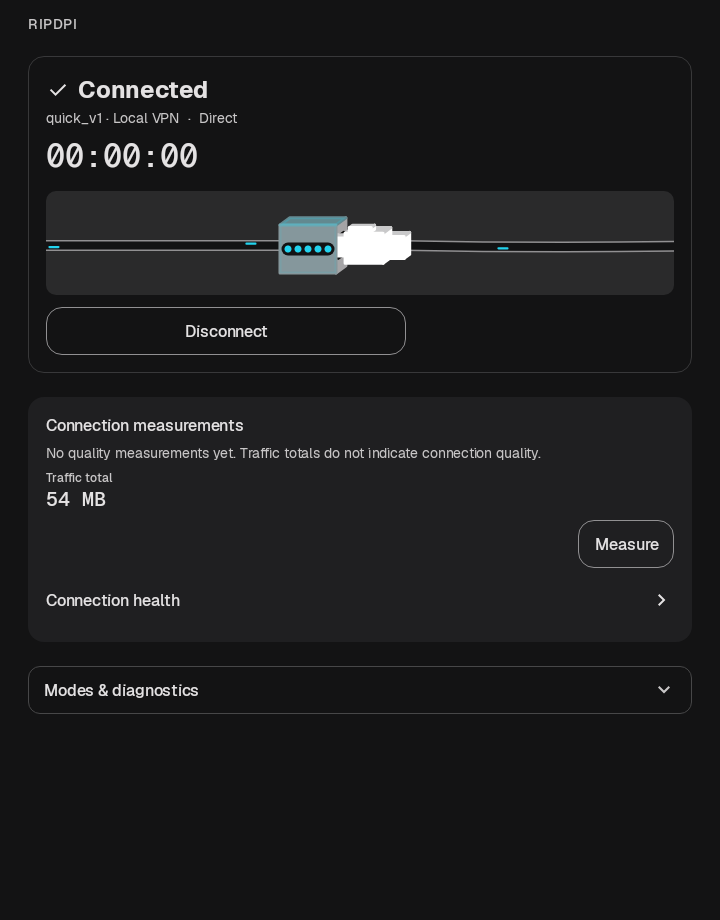 RIPDPI
Connected
quick_v1 · Local VPN · Direct
00:00:00
Disconnect
Connection measurements
No quality measurements yet. Traffic totals do not indicate connection quality.
Traffic total
54 MB
Measure
Connection health
Modes & diagnostics